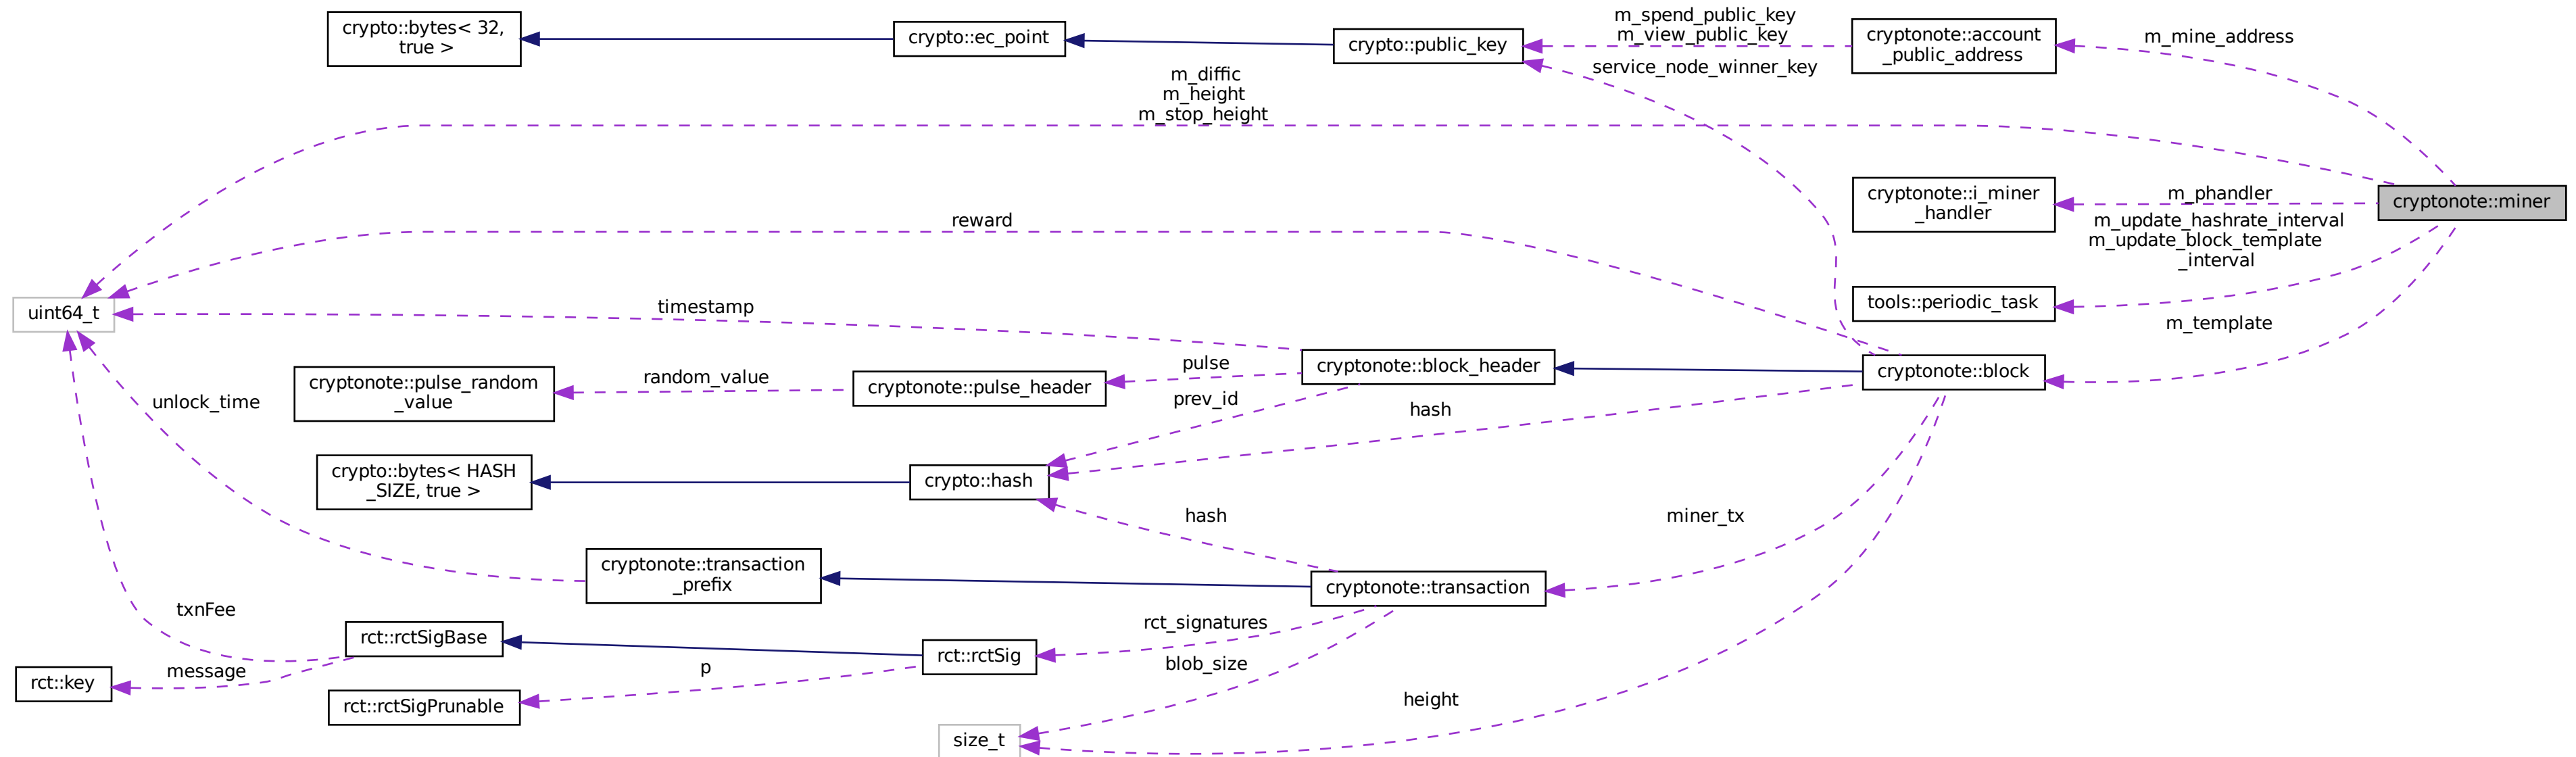 crypto::bytes< 32,
true >
crypto::ec_point
crypto::public_key
m_spend_public_key
m_view_public_key
cryptonote::account
_public_address
m_mine_address
service_node_winner_key
m_diffic
m_height
m_stop_height
cryptonote::i_miner
_handler
m_phandler
cryptonote::miner
m_update_hashrate_interval
m_update_block_template
_interval
reward
tools::periodic_task
uint64_t
timestamp
m_template
cryptonote::block_header
cryptonote::block
pulse
cryptonote::pulse_header
random_value
cryptonote::pulse_random
_value
prev_id
hash
unlock_time
crypto::bytes< HASH
_SIZE, true >
crypto::hash
hash
miner_tx
cryptonote::transaction
_prefix
cryptonote::transaction
txnFee
rct::rctSigBase
rct_signatures
rct::rctSig
blob_size
p
message
rct::key
rct::rctSigPrunable
height
size_t